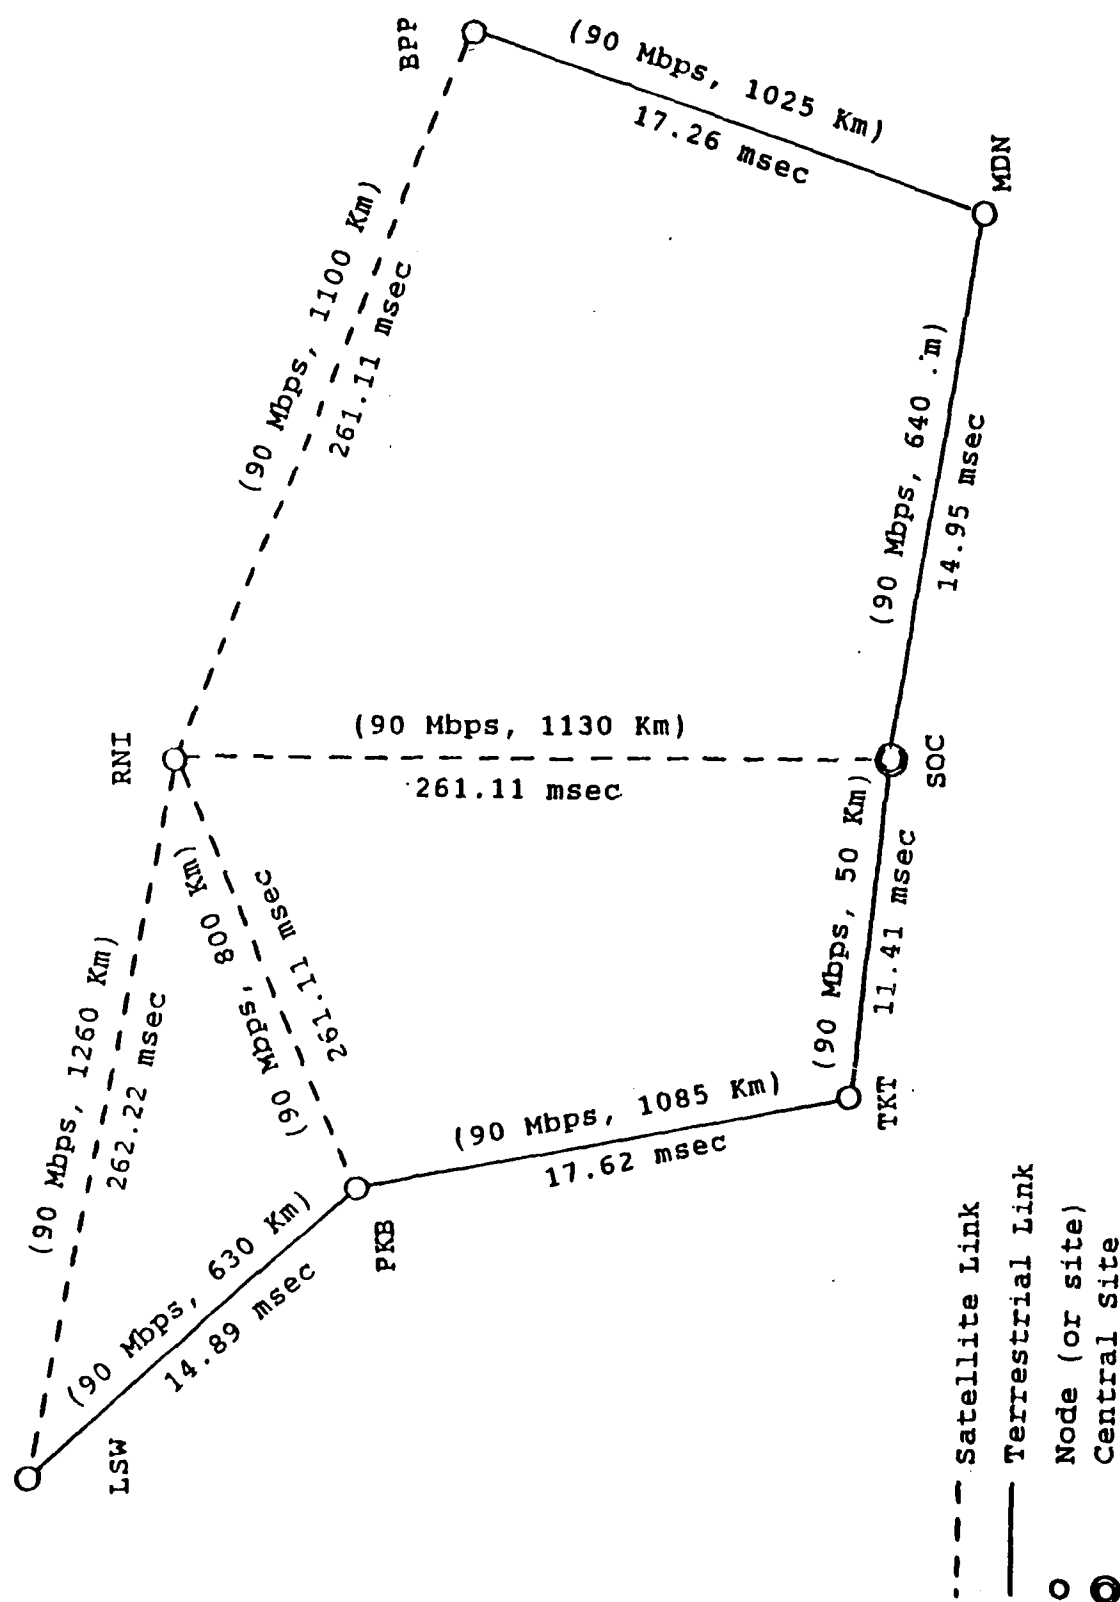 BPP
(90 Mbps, 1025 Km)
17.26 msec
MDN
(90 Mbps, 1100 Km)
261.11 msec
(90 Mbps, 640 .m)
14.95 msec
RNI
(90 Mbps, 1130 Km)
261.11 msec
SOC
(90 Mbps, 800 Km)
261.11 msec
(90 Mbps, 50 Km)
11.41 msec
(90 Mbps, 1260 Km)
262.22 msec
TKT
(90 Mbps, 1085 Km)
17.62 msec
PKB
(90 Mbps, 630 Km)
14.89 msec
LSW
Satellite Link
Terrestrial Link
Node (or site)
Central Site